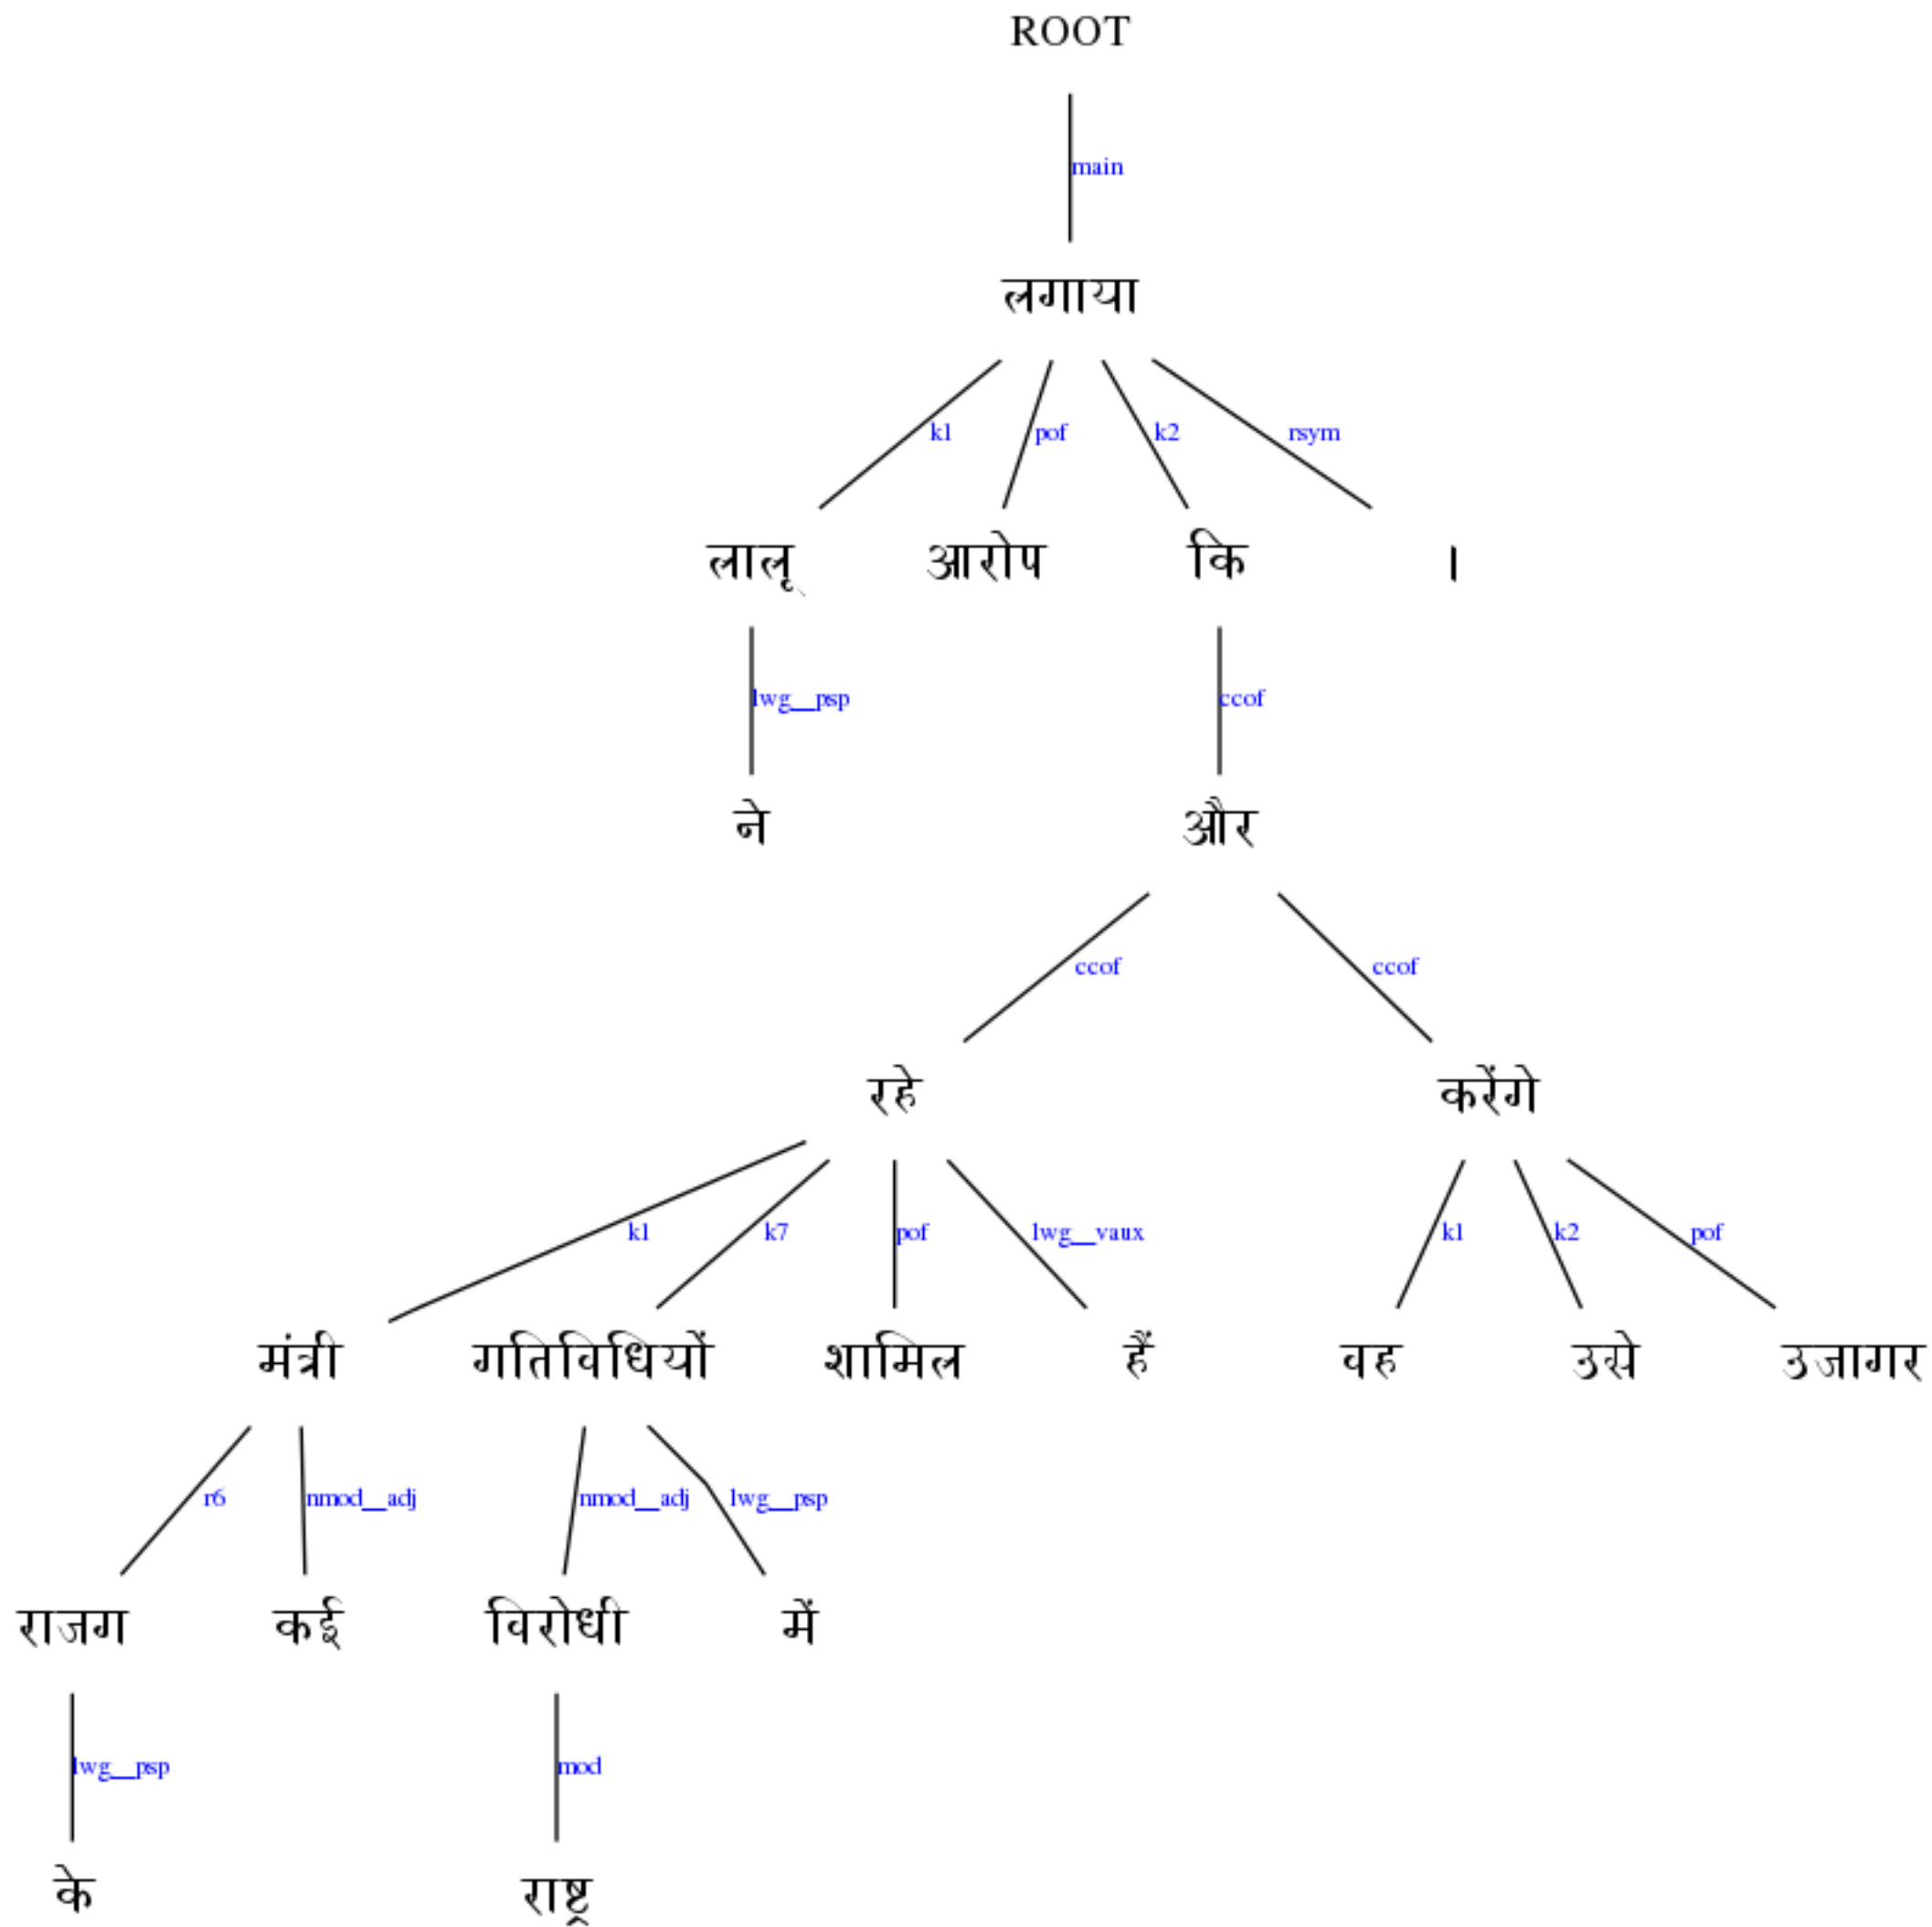 ROOT
main
लगाया
k1 pof k2 rsym
लालू आरोप कि ।
lwg__psp ccof
ने और
ccof ccof
रहे करेंगे
k1 k7 pof lwg__vaux k1 k2 pof
मंत्री गतिविधियों शामिल हैं वह उसे उजागर
r6 nmod__adj nmod__adj lwg__psp
राजग कई विरोधी में
lwg__psp mod
के राष्ट्र